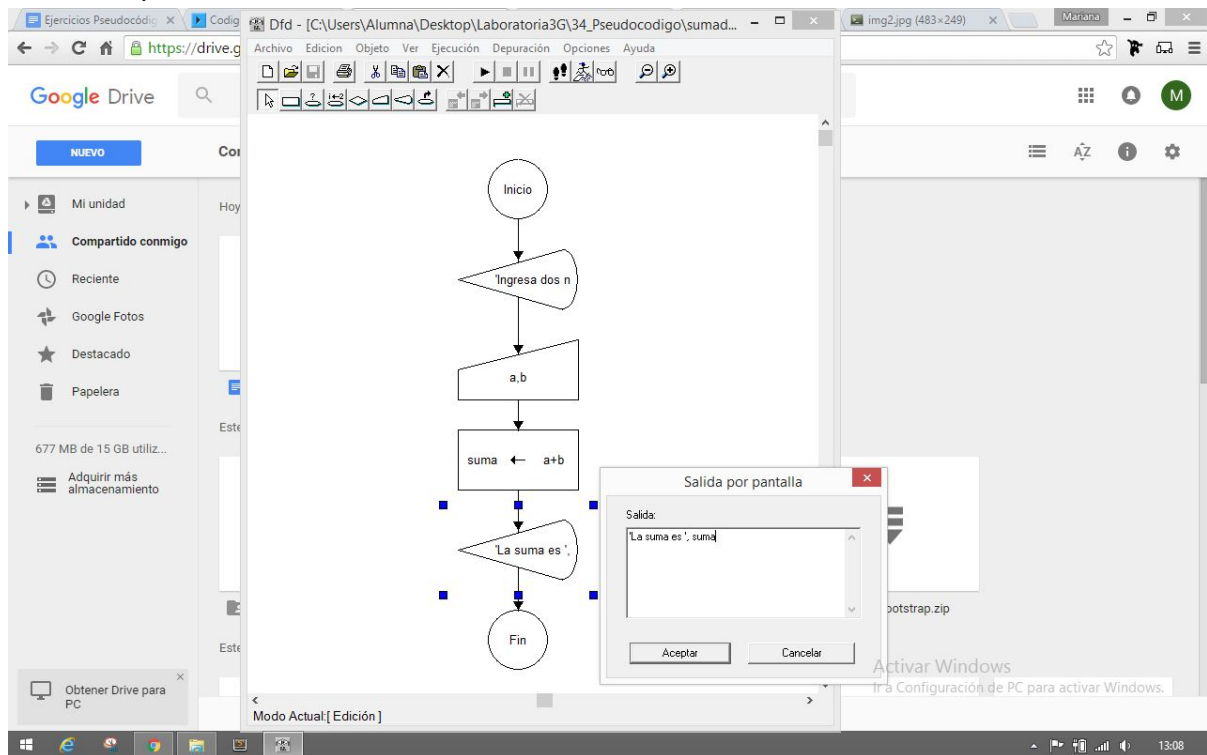 Ejercicios Pseudocódig
Codig
Dfd - [C:\Users\Alumna\Desktop\Laboratoria3G\34_Pseudocodigo\sumad...
img2.jpg (483×249)
Mariana
https://drive.g
Archivo Edicion Objeto Ver Ejecución Depuración Opciones Ayuda
Google Drive
M
NUEVO
Mi unidad
Hoy
Compartido conmigo
Reciente
Google Fotos
Destacado
Papelera
Este
677 MB de 15 GB utiliz...
Adquirir más
almacenamiento
Este
Obtener Drive para
PC
Inicio
'Ingresa dos n
a,b
suma ← a+b
'La suma es ',
Fin
Modo Actual:[ Edición ]
Salida por pantalla
Salida:
'La suma es ', suma
Aceptar Cancelar
ootstrap.zip
Activar Windows
Ir a Configuración de PC para activar Windows.
13:08